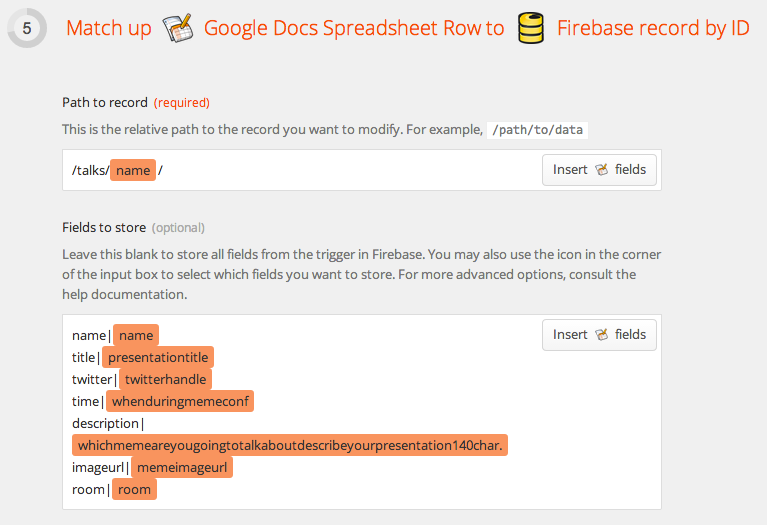 5 Match up Google Docs Spreadsheet Row to Firebase record by ID
Path to record (required)
This is the relative path to the record you want to modify. For example, /path/to/data
/talks/ name / Insert fields
Fields to store (optional)
Leave this blank to store all fields from the trigger in Firebase. You may also use the icon in the corner
of the input box to select which fields you want to store. For more advanced options, consult the
help documentation.
name| name Insert fields
title| presentationtitle
twitter| twitterhandle
time| whenduringmemeconf
description|
whichmemeareyougoingtotalkaboutdescribeyourpresentation140char.
imageurl| memeimageurl
room| room